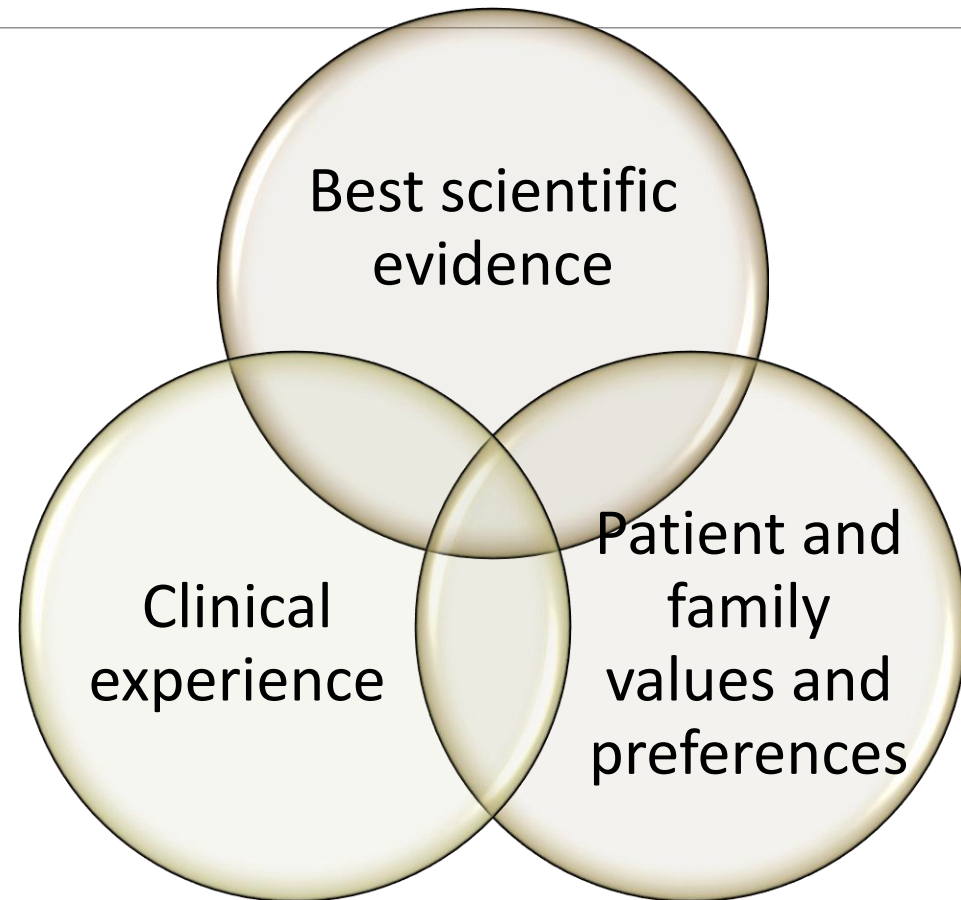 Best scientific
evidence
Clinical
experience
Patient and
family
values and
preferences